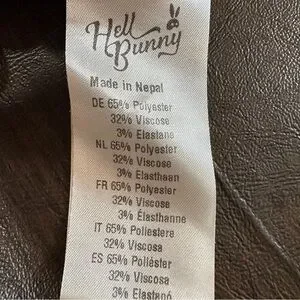 Hell
Bunny
Made in Nepal
DE 65% Polyester
32% Viscose
3% Elastane
NL 65% Polyester
32% Viscose
3% Elasthaan
FR 65% Polyester
32% Viscose
3% Élasthanne
IT 65% Poliestere
32% Viscosa
ES 65% Poliéster
32% Viscosa
3% Elastano